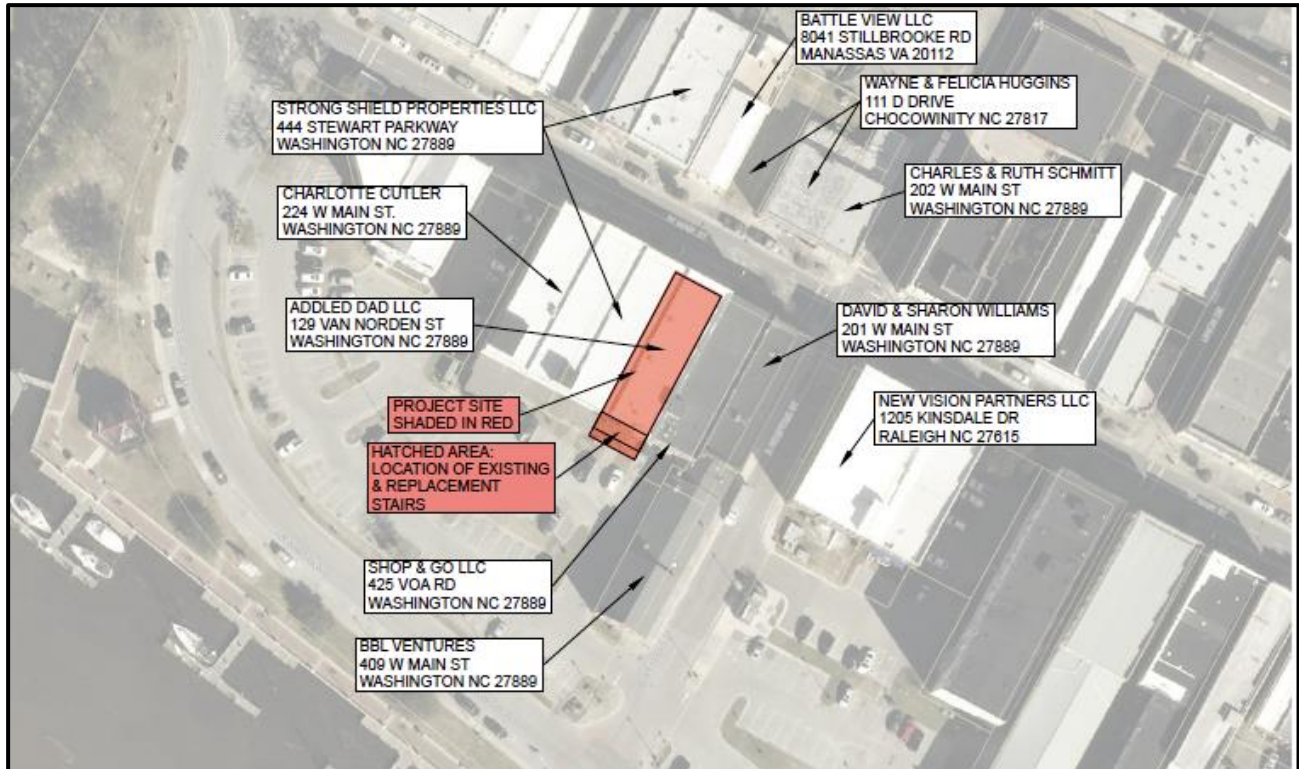 BATTLE VIEW LLC
8041 STILLBROOKE RD
MANASSAS VA 20112
WAYNE & FELICIA HUGGINS
111 D DRIVE
CHOCOWINITY NC 27817
STRONG SHIELD PROPERTIES LLC
444 STEWART PARKWAY
WASHINGTON NC 27889
CHARLES & RUTH SCHMITT
202 W MAIN ST
WASHINGTON NC 27889
CHARLOTTE CUTLER
224 W MAIN ST.
WASHINGTON NC 27889
ADDLED DAD LLC
129 VAN NORDEN ST
WASHINGTON NC 27889
DAVID & SHARON WILLIAMS
201 W MAIN ST
WASHINGTON NC 27889
PROJECT SITE
SHADED IN RED
NEW VISION PARTNERS LLC
1205 KINSDALE DR
RALEIGH NC 27615
HATCHED AREA:
LOCATION OF EXISTING
& REPLACEMENT
STAIRS
SHOP & GO LLC
425 VOA RD
WASHINGTON NC 27889
BBL VENTURES
409 W MAIN ST
WASHINGTON NC 27889